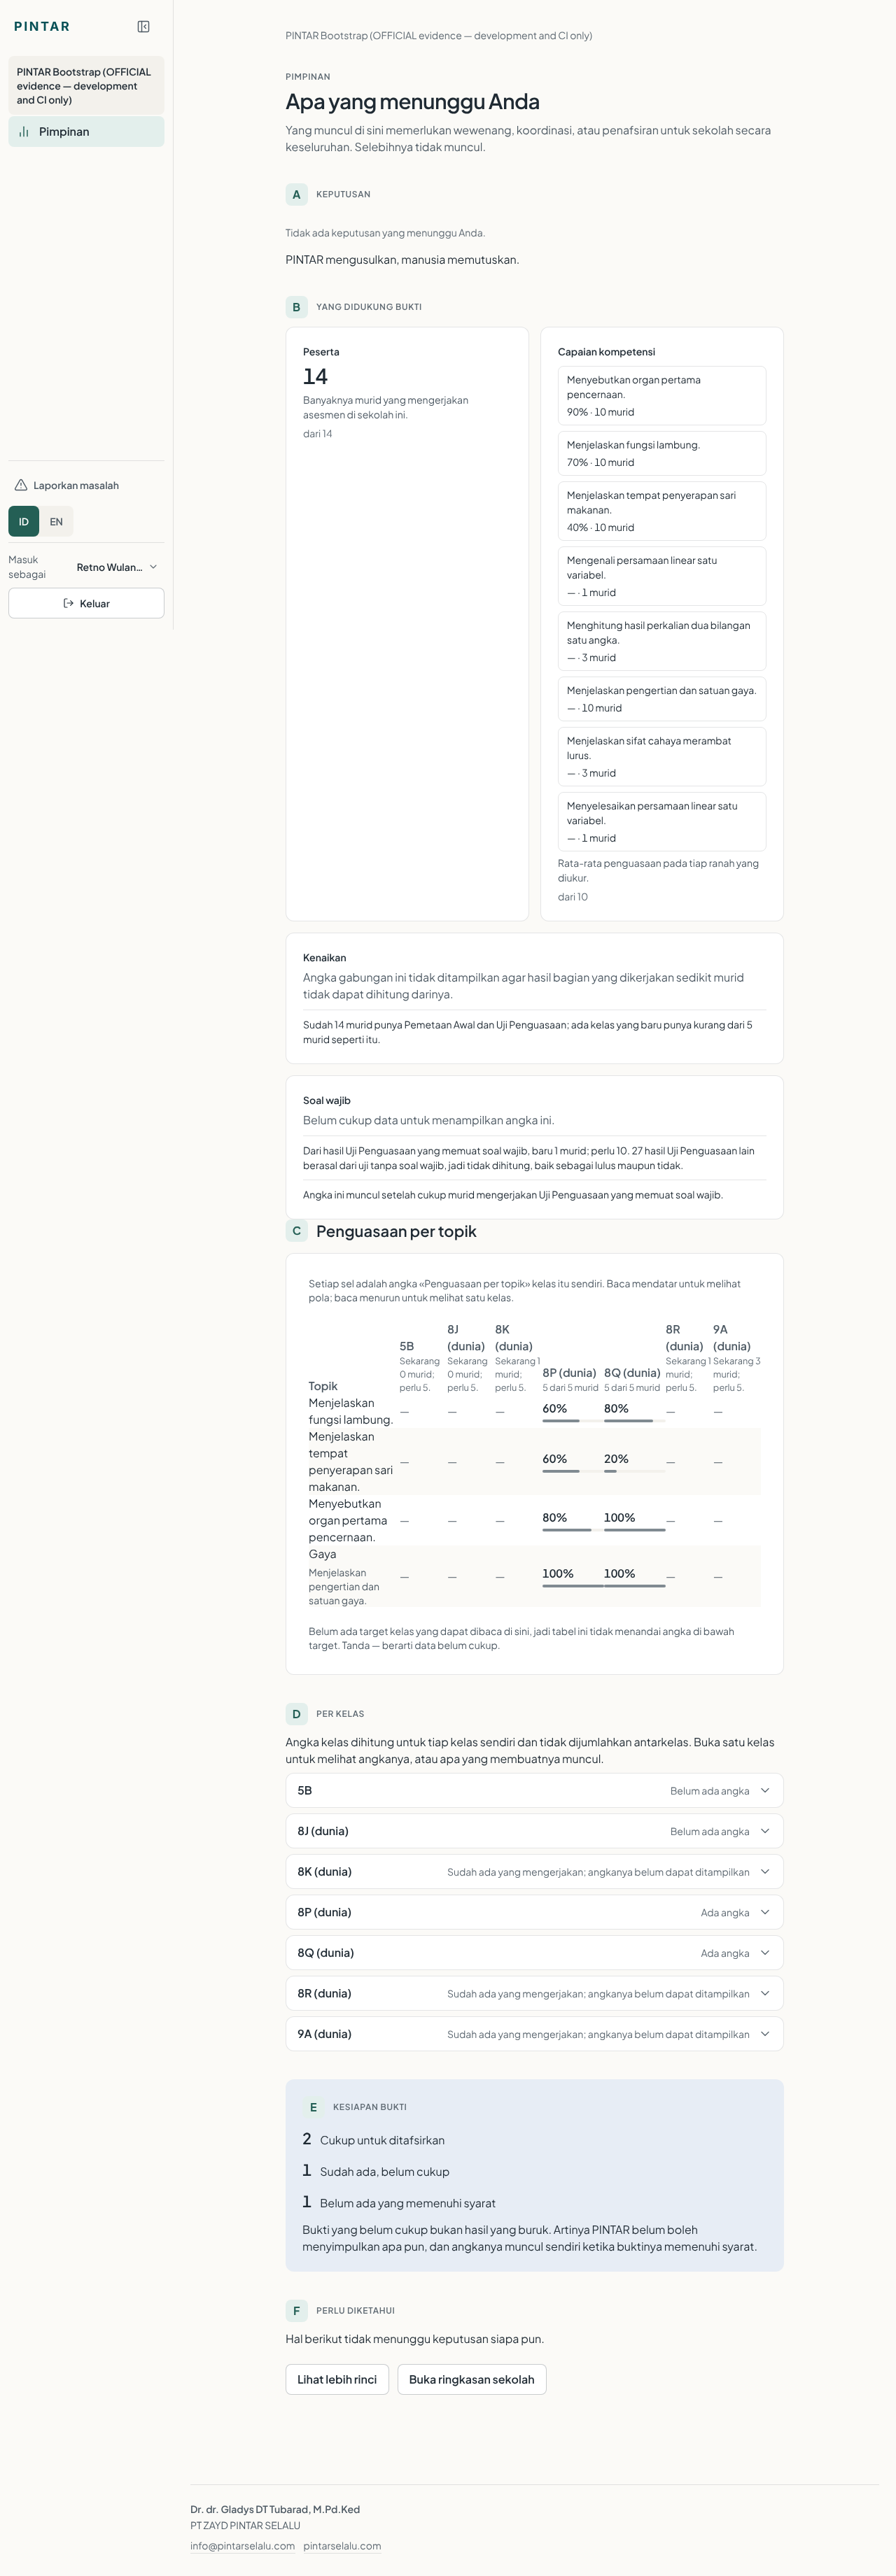 PINTAR
PINTAR Bootstrap (OFFICIAL
evidence — development
and CI only)
Pimpinan
Laporkan masalah
ID EN
Masuk
sebagai
Retno Wulan...
Keluar
PINTAR Bootstrap (OFFICIAL evidence — development and CI only)
PIMPINAN
Apa yang menunggu Anda
Yang muncul di sini memerlukan wewenang, koordinasi, atau penafsiran untuk sekolah secara
keseluruhan. Selebihnya tidak muncul.
A KEPUTUSAN
Tidak ada keputusan yang menunggu Anda.
PINTAR mengusulkan, manusia memutuskan.
B YANG DIDUKUNG BUKTI
Peserta
14
Banyaknya murid yang mengerjakan
asesmen di sekolah ini.
dari 14
Capaian kompetensi
Menyebutkan organ pertama
pencernaan.
90% · 10 murid
Menjelaskan fungsi lambung.
70% · 10 murid
Menjelaskan tempat penyerapan sari
makanan.
40% · 10 murid
Mengenali persamaan linear satu
variabel.
— · 1 murid
Menghitung hasil perkalian dua bilangan
satu angka.
— · 3 murid
Menjelaskan pengertian dan satuan gaya.
— · 10 murid
Menjelaskan sifat cahaya merambat
lurus.
— · 3 murid
Menyelesaikan persamaan linear satu
variabel.
— · 1 murid
Rata-rata penguasaan pada tiap ranah yang
diukur.
dari 10
Kenaikan
Angka gabungan ini tidak ditampilkan agar hasil bagian yang dikerjakan sedikit murid
tidak dapat dihitung darinya.
Sudah 14 murid punya Pemetaan Awal dan Uji Penguasaan; ada kelas yang baru punya kurang dari 5
murid seperti itu.
Soal wajib
Belum cukup data untuk menampilkan angka ini.
Dari hasil Uji Penguasaan yang memuat soal wajib, baru 1 murid; perlu 10. 27 hasil Uji Penguasaan lain
berasal dari uji tanpa soal wajib, jadi tidak dihitung, baik sebagai lulus maupun tidak.
Angka ini muncul setelah cukup murid mengerjakan Uji Penguasaan yang memuat soal wajib.
C Penguasaan per topik
Setiap sel adalah angka «Penguasaan per topik» kelas itu sendiri. Baca mendatar untuk melihat
pola; baca menurun untuk melihat satu kelas.
Topik
5B
Sekarang
0 murid;
perlu 5.
8J
(dunia)
Sekarang
0 murid;
perlu 5.
8K
(dunia)
Sekarang 1
murid;
perlu 5.
8P (dunia)
5 dari 5 murid
8Q (dunia)
5 dari 5 murid
8R
(dunia)
Sekarang 1
murid;
perlu 5.
9A
(dunia)
Sekarang 3
murid;
perlu 5.
Menjelaskan
fungsi lambung.
— — — 60% 80% — —
Menjelaskan
tempat
penyerapan sari
makanan.
— — — 60% 20% — —
Menyebutkan
organ pertama
pencernaan.
— — — 80% 100% — —
Gaya
Menjelaskan
pengertian dan
satuan gaya.
— — — 100% 100% — —
Belum ada target kelas yang dapat dibaca di sini, jadi tabel ini tidak menandai angka di bawah
target. Tanda — berarti data belum cukup.
D PER KELAS
Angka kelas dihitung untuk tiap kelas sendiri dan tidak dijumlahkan antarkelas. Buka satu kelas
untuk melihat angkanya, atau apa yang membuatnya muncul.
5B Belum ada angka
8J (dunia) Belum ada angka
8K (dunia) Sudah ada yang mengerjakan; angkanya belum dapat ditampilkan
8P (dunia) Ada angka
8Q (dunia) Ada angka
8R (dunia) Sudah ada yang mengerjakan; angkanya belum dapat ditampilkan
9A (dunia) Sudah ada yang mengerjakan; angkanya belum dapat ditampilkan
E KESIAPAN BUKTI
2 Cukup untuk ditafsirkan
1 Sudah ada, belum cukup
1 Belum ada yang memenuhi syarat
Bukti yang belum cukup bukan hasil yang buruk. Artinya PINTAR belum boleh
menyimpulkan apa pun, dan angkanya muncul sendiri ketika buktinya memenuhi syarat.
F PERLU DIKETAHUI
Hal berikut tidak menunggu keputusan siapa pun.
Lihat lebih rinci Buka ringkasan sekolah
Dr. dr. Gladys DT Tubarad, M.Pd.Ked
PT ZAYD PINTAR SELALU
info@pintarselalu.com pintarselalu.com